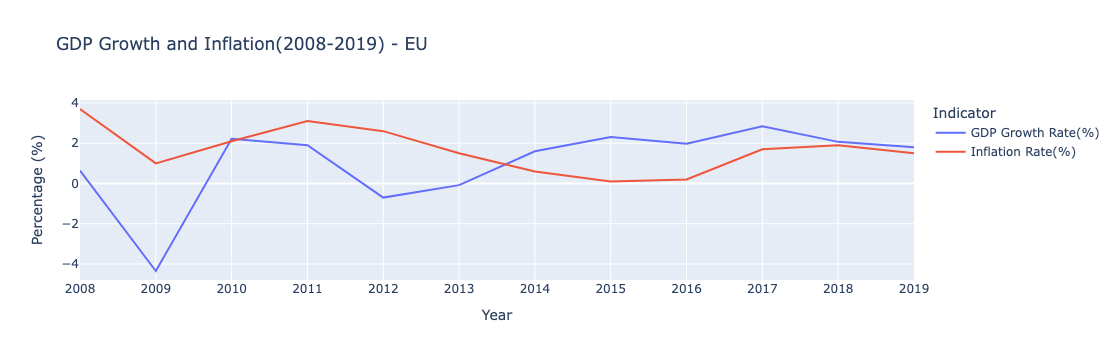 GDP Growth and Inflation(2008-2019) - EU
Indicator
GDP Growth Rate(%)
Inflation Rate(%)
Percentage (%)
4
2
0
−2
−4
2008 2009 2010 2011 2012 2013 2014 2015 2016 2017 2018 2019
Year